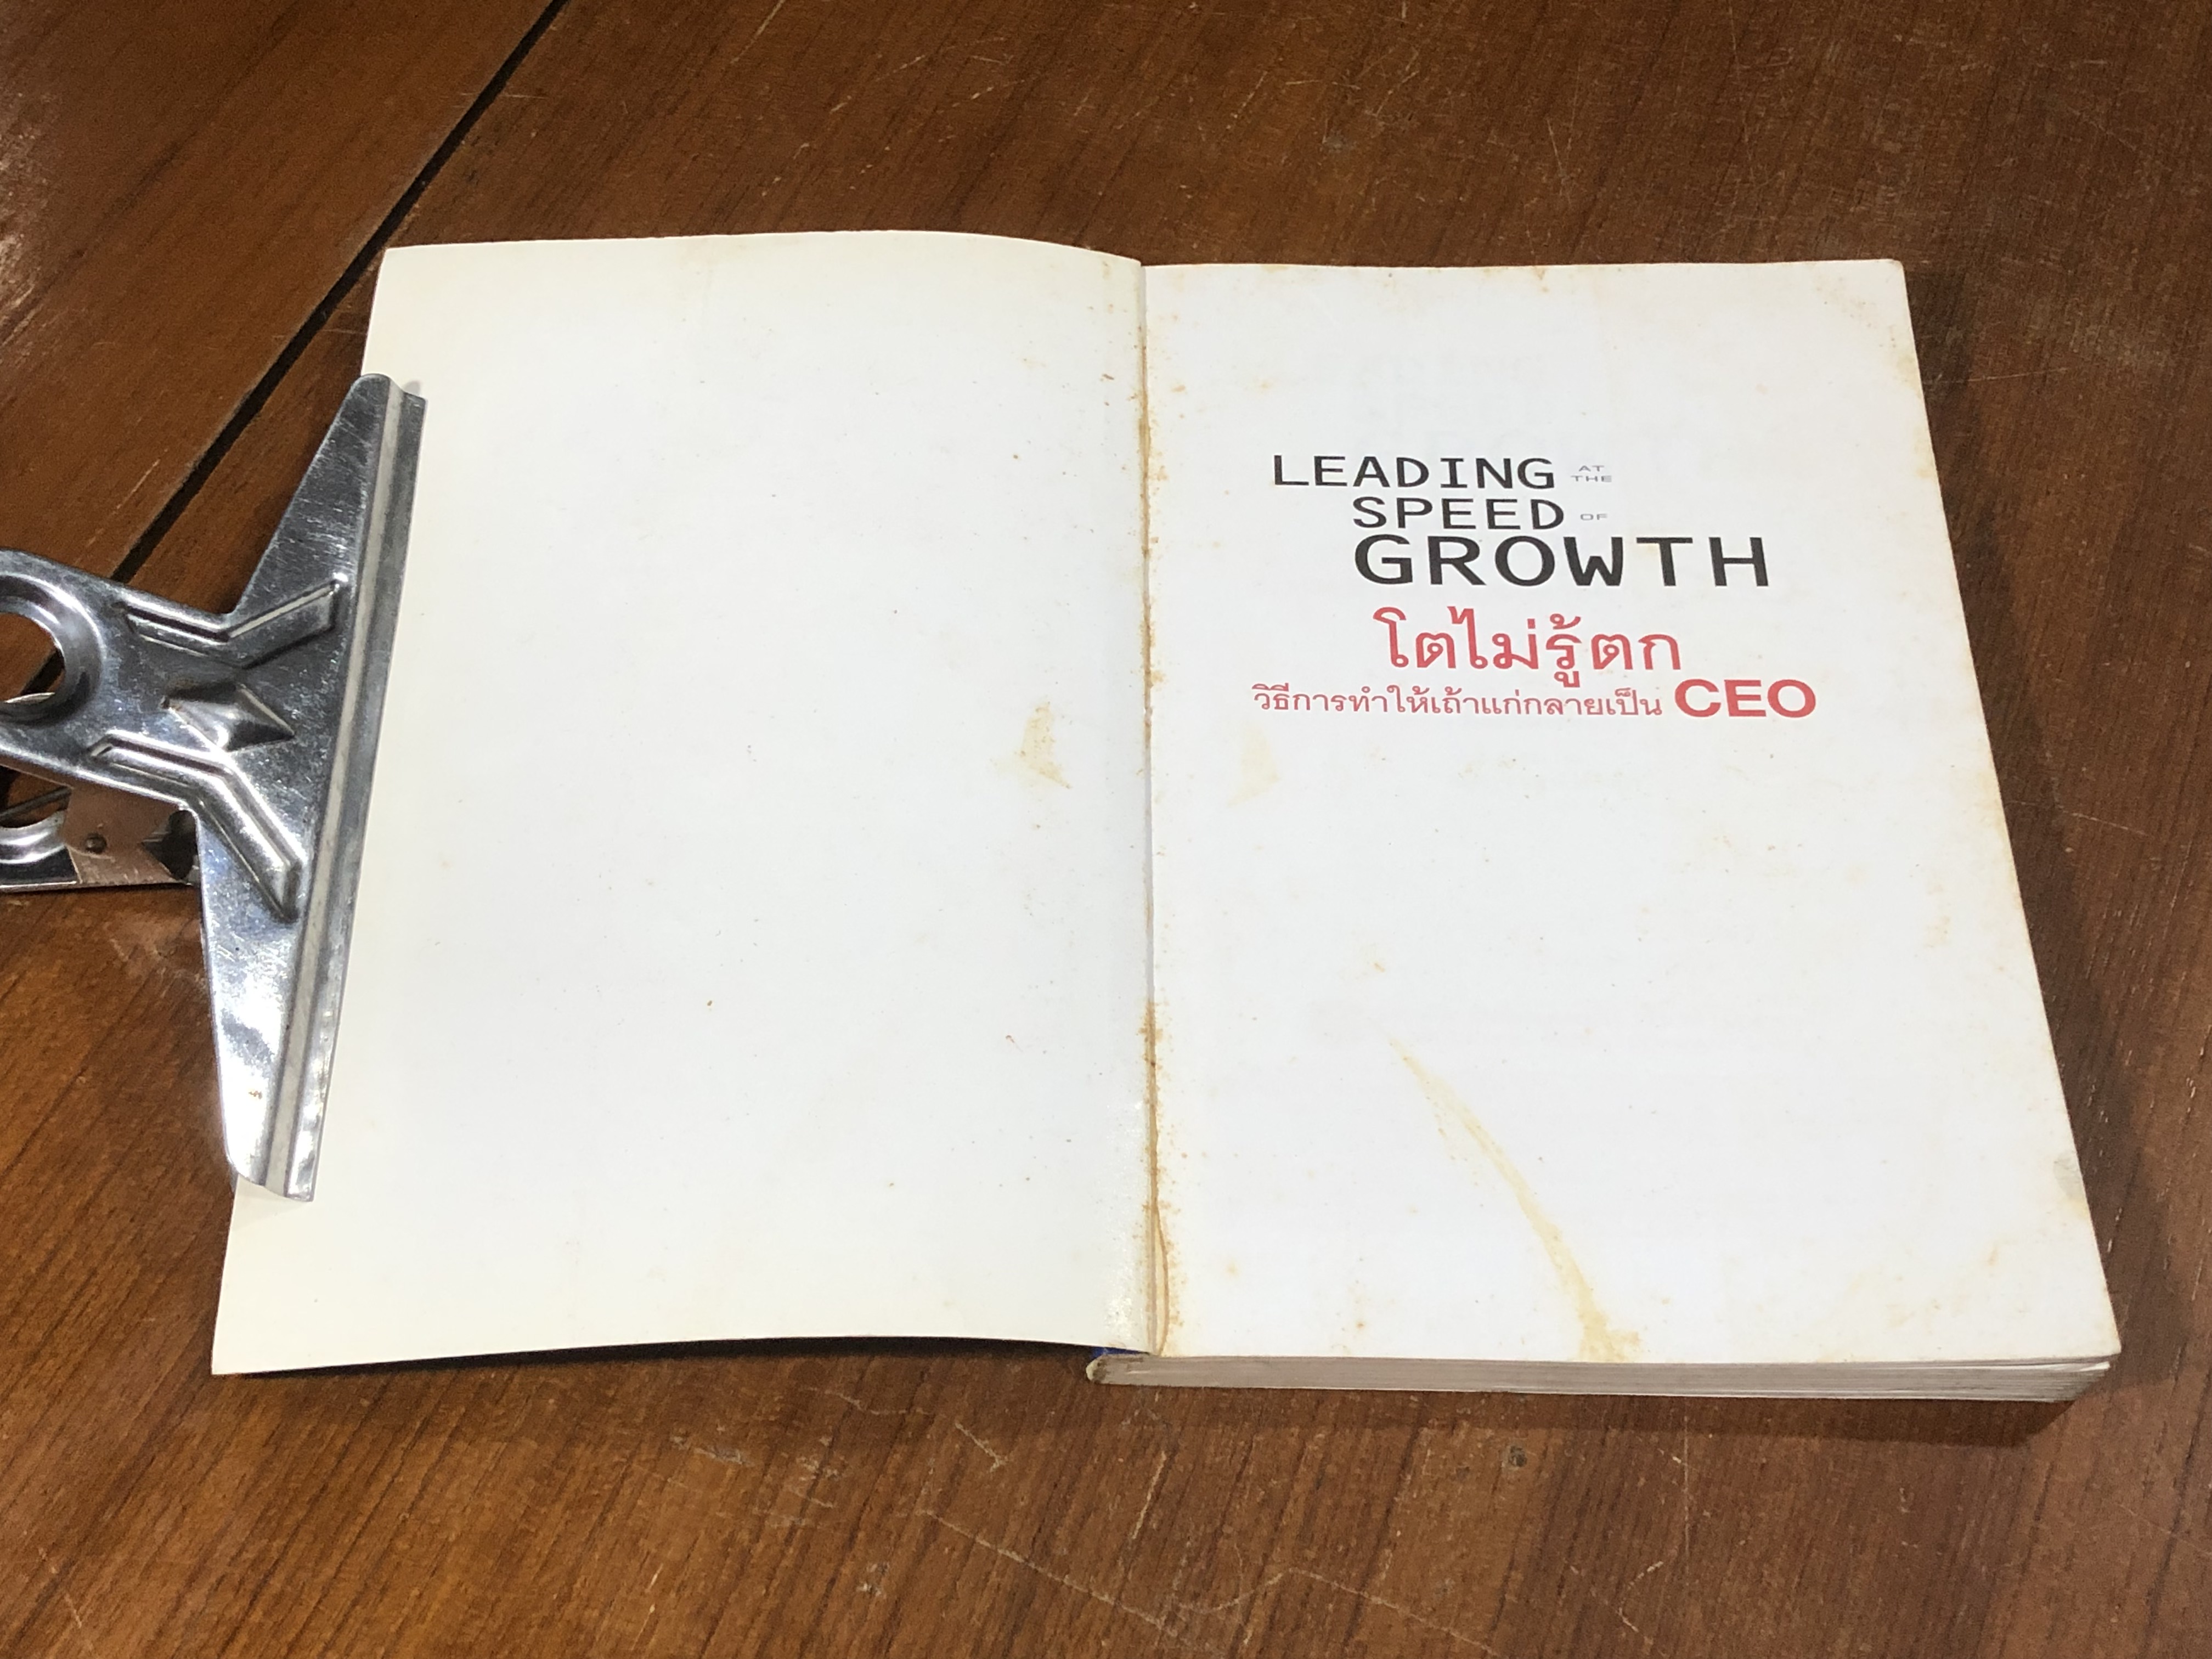 LEADING AT THE
SPEED OF
GROWTH
โตไม่รู้ตก
วิธีการทำให้เถ้าแก่กลายเป็น CEO